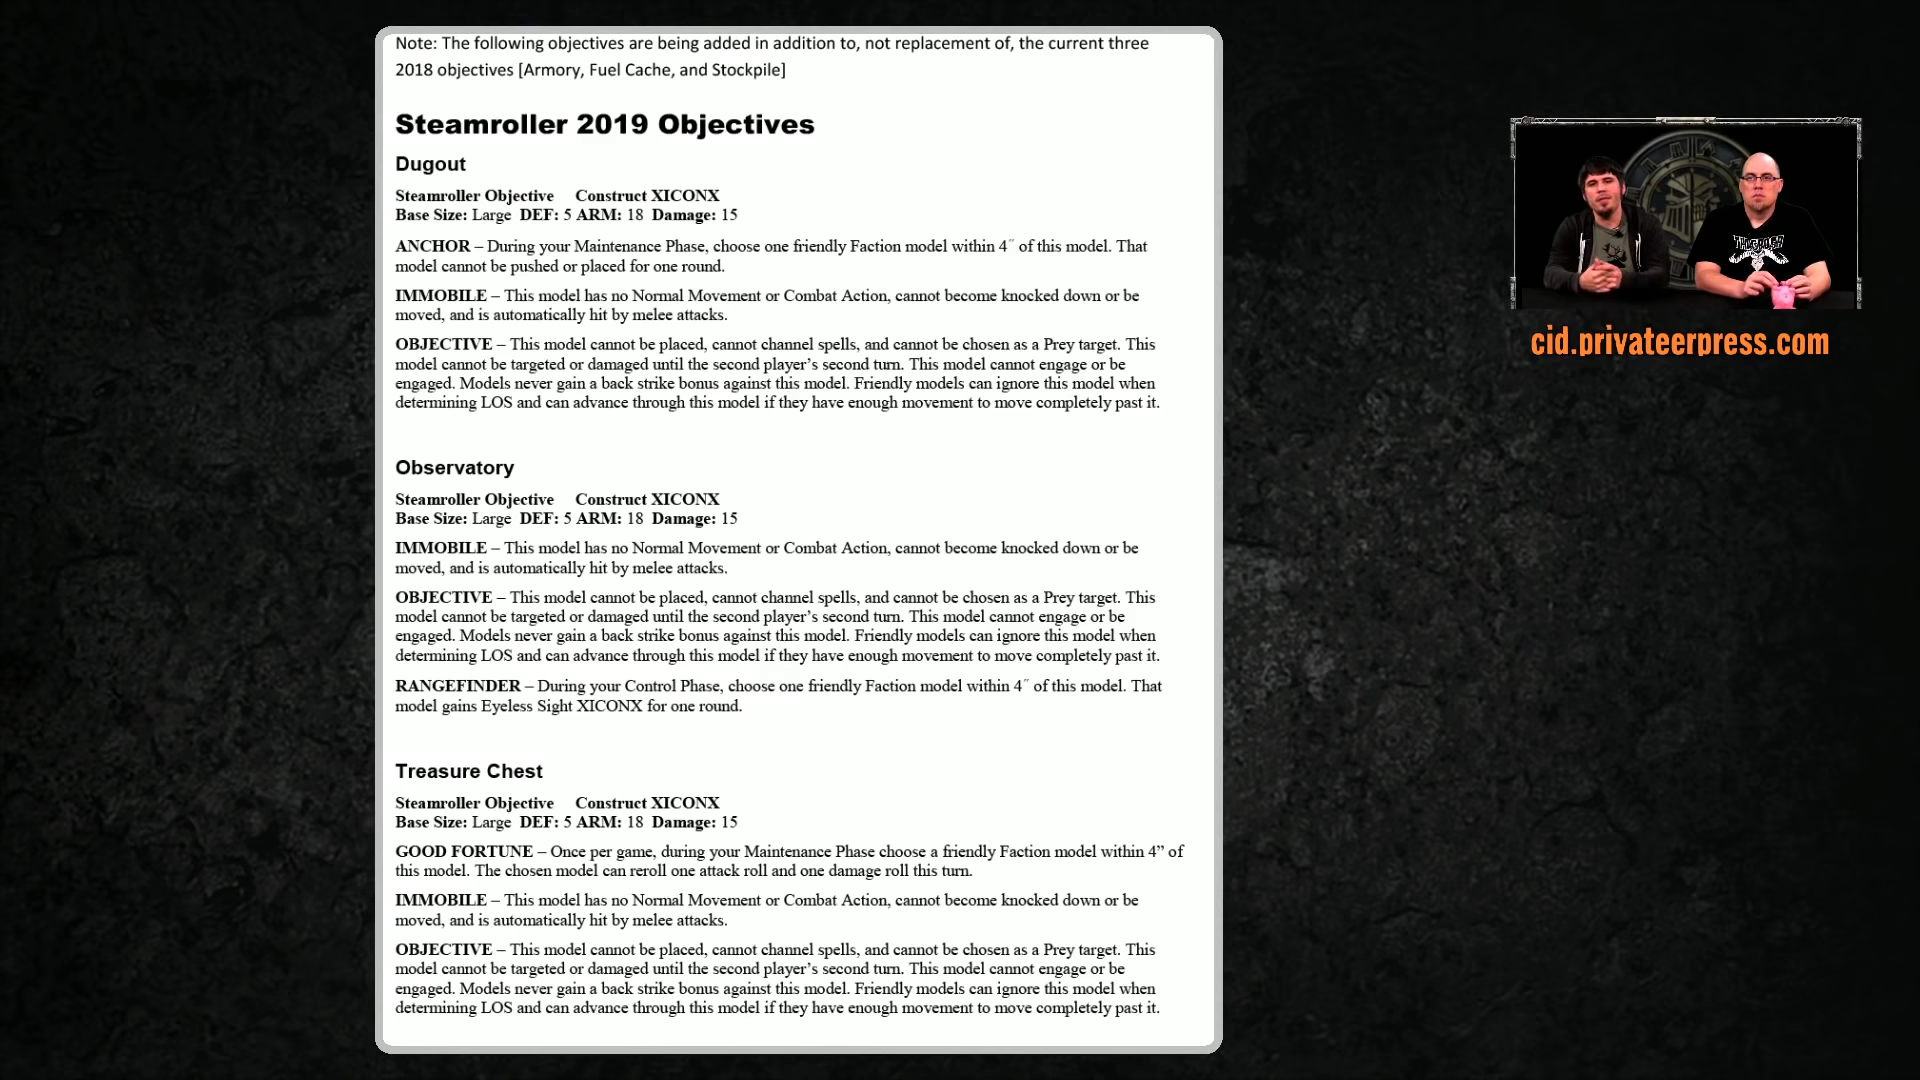 Note: The following objectives are being added in addition to, not replacement of, the current three
2018 objectives [Armory, Fuel Cache, and Stockpile]
Steamroller 2019 Objectives
Dugout
Steamroller Objective Construct XICONX
Base Size: Large DEF: 5 ARM: 18 Damage: 15
ANCHOR – During your Maintenance Phase, choose one friendly Faction model within 4˝ of this model. That
model cannot be pushed or placed for one round.
IMMOBILE – This model has no Normal Movement or Combat Action, cannot become knocked down or be
moved, and is automatically hit by melee attacks.
OBJECTIVE – This model cannot be placed, cannot channel spells, and cannot be chosen as a Prey target. This
model cannot be targeted or damaged until the second player’s second turn. This model cannot engage or be
engaged. Models never gain a back strike bonus against this model. Friendly models can ignore this model when
determining LOS and can advance through this model if they have enough movement to move completely past it.
Observatory
Steamroller Objective Construct XICONX
Base Size: Large DEF: 5 ARM: 18 Damage: 15
IMMOBILE – This model has no Normal Movement or Combat Action, cannot become knocked down or be
moved, and is automatically hit by melee attacks.
OBJECTIVE – This model cannot be placed, cannot channel spells, and cannot be chosen as a Prey target. This
model cannot be targeted or damaged until the second player’s second turn. This model cannot engage or be
engaged. Models never gain a back strike bonus against this model. Friendly models can ignore this model when
determining LOS and can advance through this model if they have enough movement to move completely past it.
RANGEFINDER – During your Control Phase, choose one friendly Faction model within 4˝ of this model. That
model gains Eyeless Sight XICONX for one round.
Treasure Chest
Steamroller Objective Construct XICONX
Base Size: Large DEF: 5 ARM: 18 Damage: 15
GOOD FORTUNE – Once per game, during your Maintenance Phase choose a friendly Faction model within 4” of
this model. The chosen model can reroll one attack roll and one damage roll this turn.
IMMOBILE – This model has no Normal Movement or Combat Action, cannot become knocked down or be
moved, and is automatically hit by melee attacks.
OBJECTIVE – This model cannot be placed, cannot channel spells, and cannot be chosen as a Prey target. This
model cannot be targeted or damaged until the second player’s second turn. This model cannot engage or be
engaged. Models never gain a back strike bonus against this model. Friendly models can ignore this model when
determining LOS and can advance through this model if they have enough movement to move completely past it.
cid.privateerpress.com